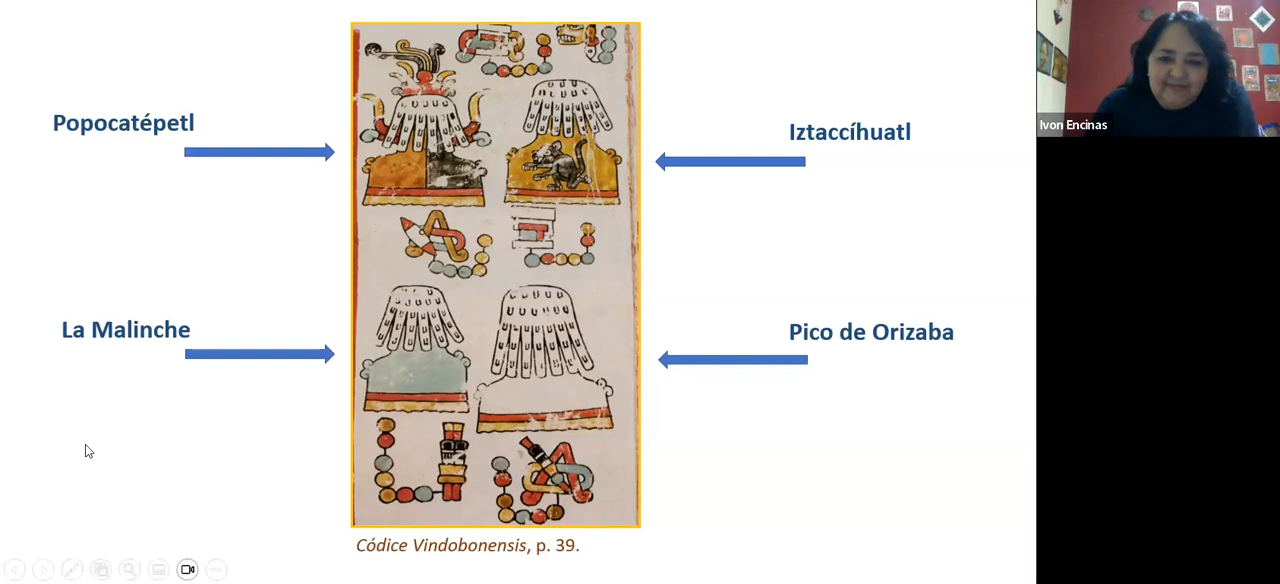 Popocatépetl
Iztaccíhuatl
La Malinche
Pico de Orizaba
Códice Vindobonensis, p. 39.
Ivon Encinas